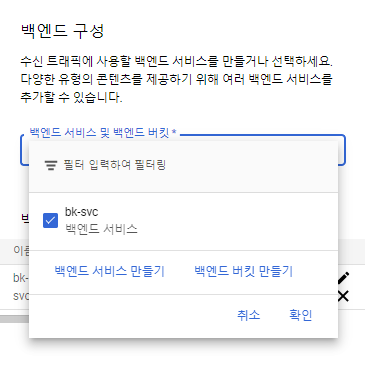 백엔드 구성
수신 트래픽에 사용할 백엔드 서비스를 만들거나 선택하세요.
다양한 유형의 콘텐츠를 제공하기 위해 여러 백엔드 서비스를
추가할 수 있습니다.
백엔드 서비스 및 백엔드 버킷 *
필터 입력하여 필터링
bk-svc
백엔드 서비스
백엔드 서비스 만들기
백엔드 버킷 만들기
취소
확인
bk-
svc